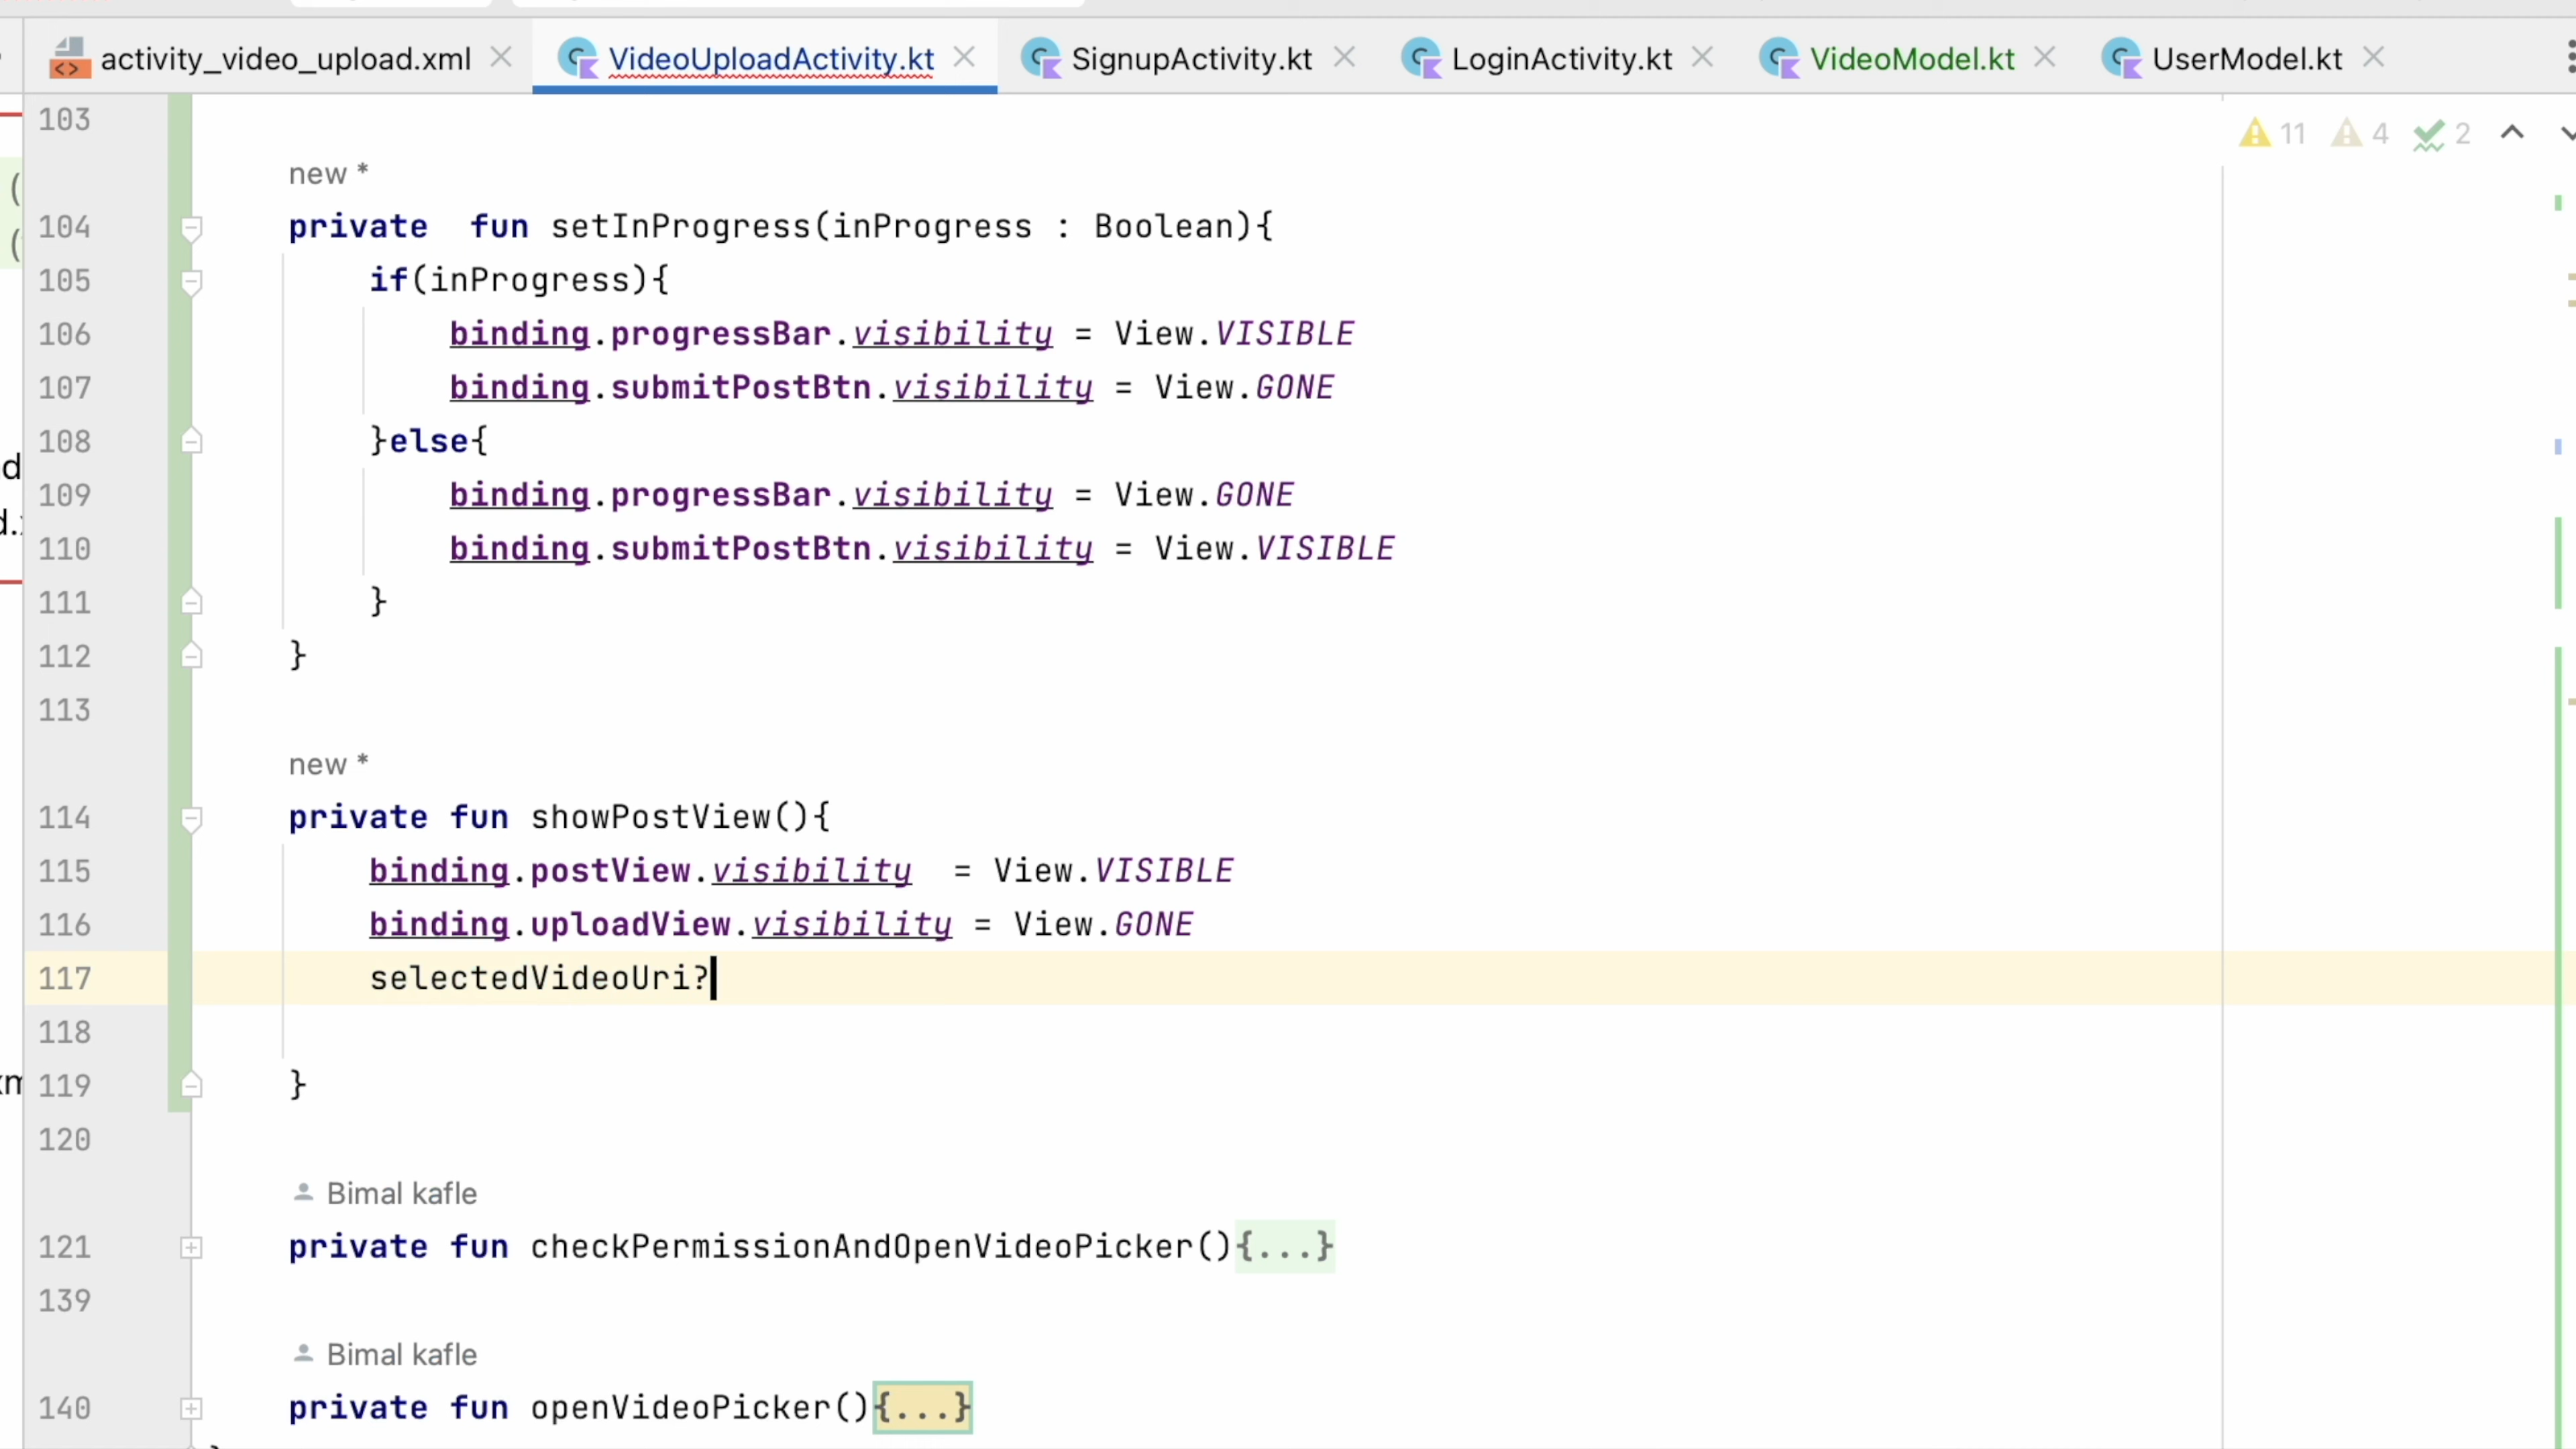 activity_video_upload.xml VideoUploadActivity.kt SignupActivity.kt LoginActivity.kt VideoModel.kt UserModel.kt
103
11 4 2
new *
104 private  fun setInProgress(inProgress : Boolean){
105 if(inProgress){
106 binding.progressBar.visibility = View.VISIBLE
107 binding.submitPostBtn.visibility = View.GONE
108 }else{
109 binding.progressBar.visibility = View.GONE
110 binding.submitPostBtn.visibility = View.VISIBLE
111 }
112 }
113
new *
114 private fun showPostView(){
115 binding.postView.visibility  = View.VISIBLE
116 binding.uploadView.visibility = View.GONE
117 selectedVideoUri?
118
119 }
120
Bimal kafle
121 private fun checkPermissionAndOpenVideoPicker(){...}
139
Bimal kafle
140 private fun openVideoPicker(){...}